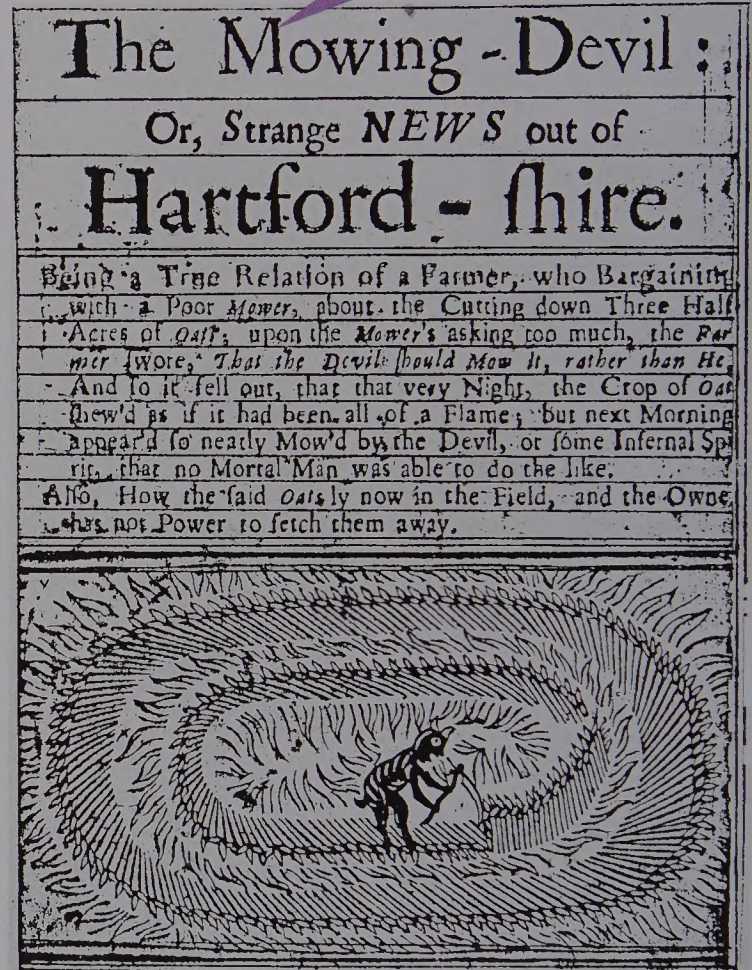 The Mowing-Devil:
Or, Strange NEWS out of
Hartford-ſhire.
Being a True Relation of a Farmer, who Bargaining
with a Poor Mower, about the Cutting down Three Half
Acres of Oats; upon the Mower's asking too much, the Far
mer ſwore, That the Devil ſhould Mow it, rather than He.
And ſo it fell out, that that very Night, the Crop of Oat
ſhew'd as if it had been all of a Flame; but next Morning
appear'd ſo neatly Mow'd by the Devil, or ſome Infernal Spi
rit, that no Mortal Man was able to do the like.
Alſo, How the ſaid Oats ly now in the Field, and the Owne
has not Power to fetch them away.